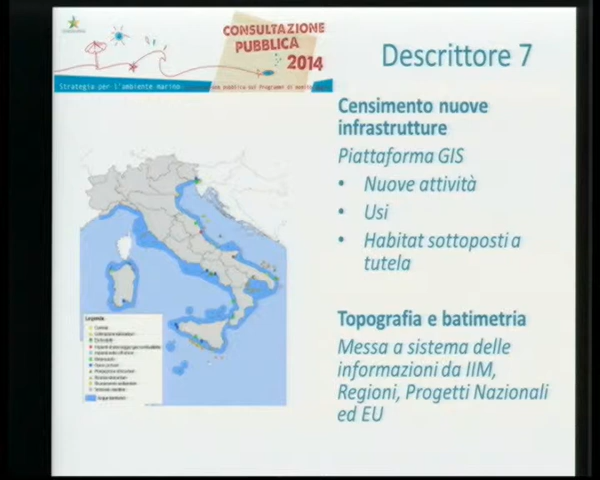 CONSULTAZIONE
PUBBLICA
2014
Strategia per l'ambiente marino
Descrittore 7
Censimento nuove
infrastrutture
Piattaforma GIS
• Nuove attività
• Usi
• Habitat sottoposti a
tutela
Topografia e batimetria
Messa a sistema delle
informazioni da IIM,
Regioni, Progetti Nazionali
ed EU
Legenda